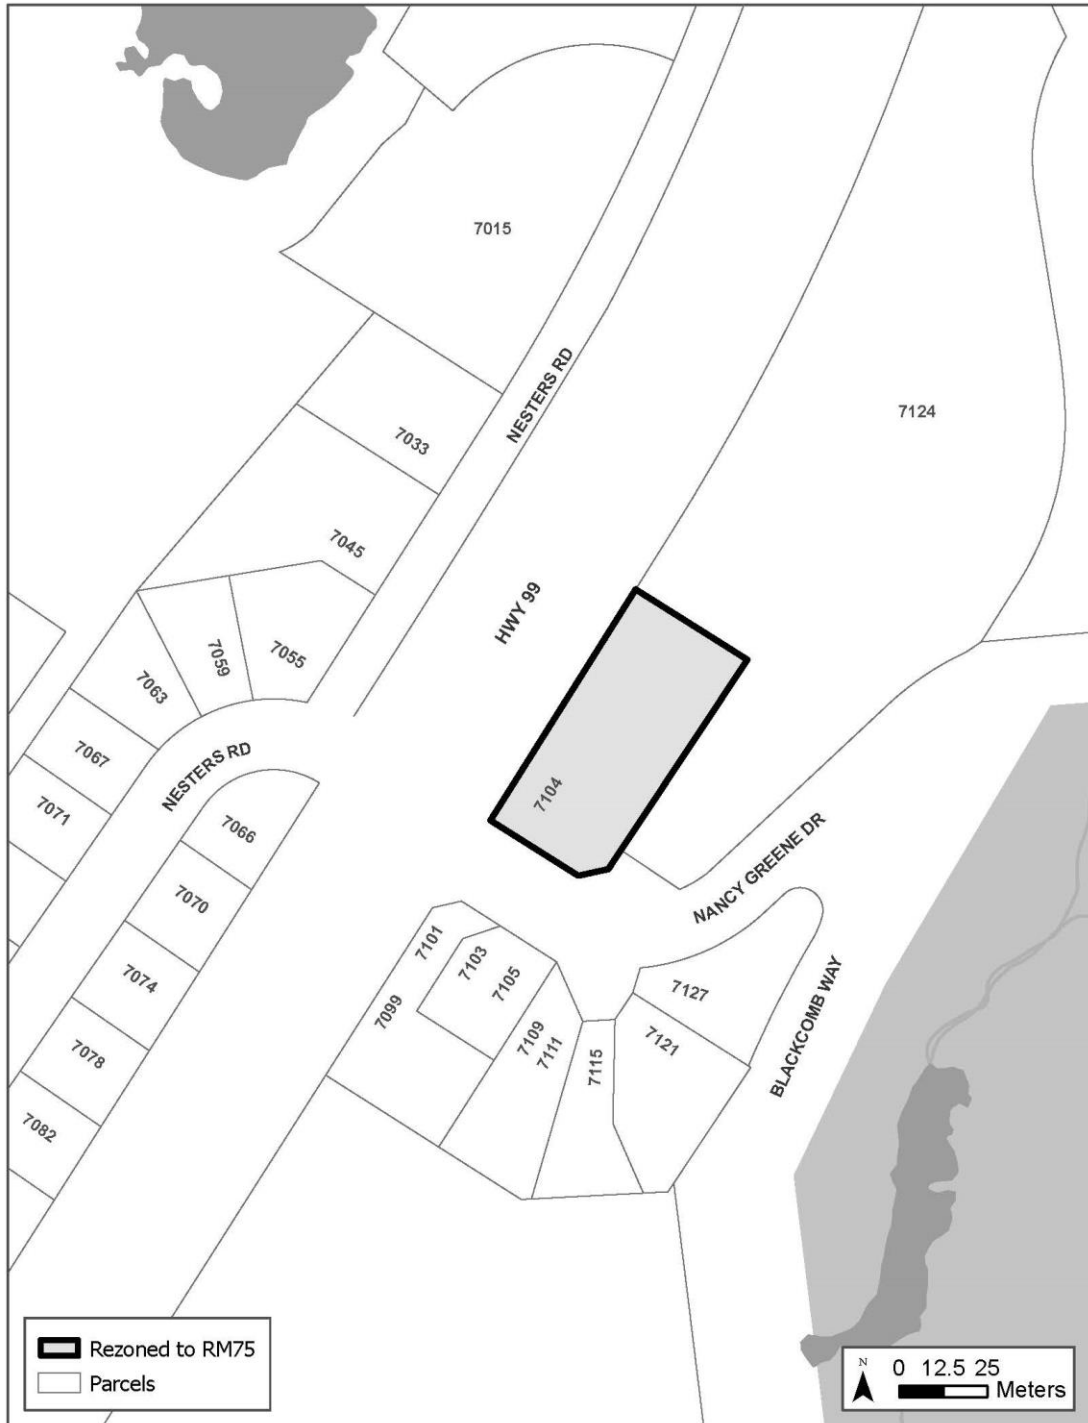 7015
7124
NESTERS RD
7033
7045
HWY 99
7059
7055
7063
7067
NESTERS RD
7071
7104
7066
NANCY GREENE DR
7070
7101
7103
7105
7074
7127
BLACKCOMB WAY
7099
7109
7111
7121
7115
7078
7082
Rezoned to RM75
Parcels
N
0 12.5 25
Meters